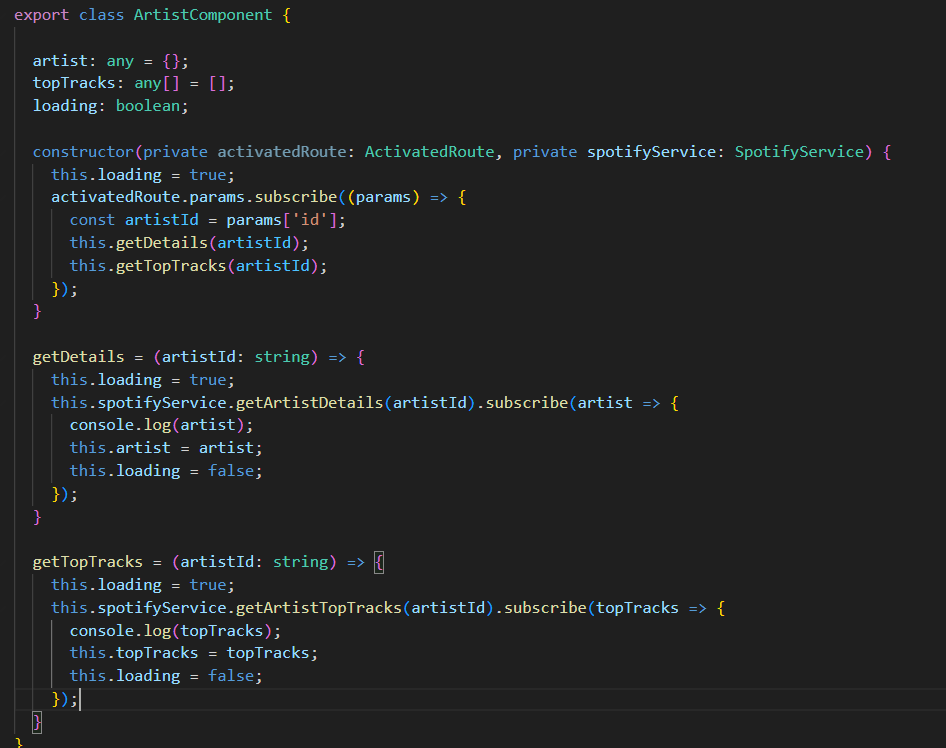 export class ArtistComponent {
artist: any = {};
topTracks: any[] = [];
loading: boolean;
constructor(private activatedRoute: ActivatedRoute, private spotifyService: SpotifyService) {
this.loading = true;
activatedRoute.params.subscribe((params) => {
const artistId = params['id'];
this.getDetails(artistId);
this.getTopTracks(artistId);
});
}
getDetails = (artistId: string) => {
this.loading = true;
this.spotifyService.getArtistDetails(artistId).subscribe(artist => {
console.log(artist);
this.artist = artist;
this.loading = false;
});
}
getTopTracks = (artistId: string) => {
this.loading = true;
this.spotifyService.getArtistTopTracks(artistId).subscribe(topTracks => {
console.log(topTracks);
this.topTracks = topTracks;
this.loading = false;
});
}
}